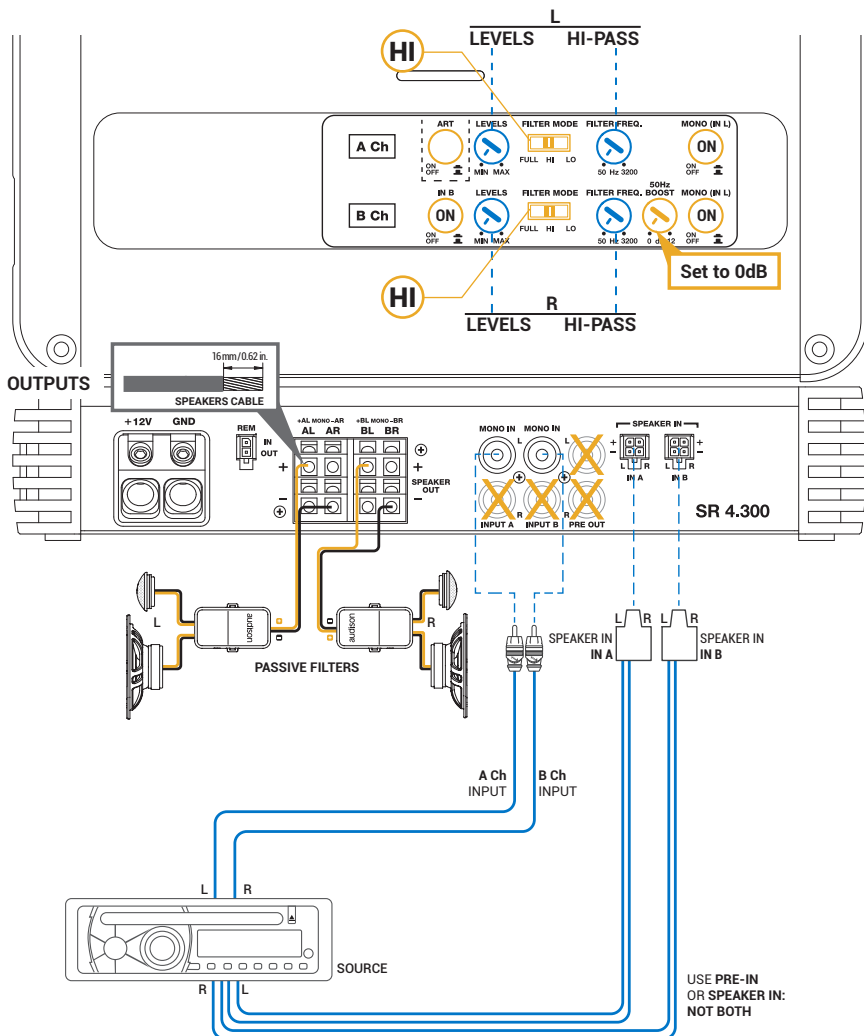 L
LEVELS HI-PASS
HI
A Ch
ART
ON
OFF
LEVELS
MIN MAX
FILTER MODE
FULL HI LO
FILTER FREQ.
50 Hz 3200
MONO (IN L)
ON
ON
OFF
B Ch
IN B
ON
ON
OFF
LEVELS
MIN MAX
FILTER MODE
FULL HI LO
FILTER FREQ.
50 Hz 3200
50Hz
BOOST
0 dB 12
MONO (IN L)
ON
ON
OFF
HI
Set to 0dB
R
LEVELS HI-PASS
OUTPUTS
16mm/0.62 in.
SPEAKERS CABLE
+12V GND
REM
IN
OUT
+AL MONO -AR
AL AR
+BL MONO -BR
BL BR
+
−
+
−
SPEAKER
OUT
MONO IN
MONO IN
L
L
R
R
INPUT A
INPUT B
PRE OUT
SPEAKER IN
+
−
+
−
L R
L R
IN A
IN B
SR 4.300
L
audison
audison
R
PASSIVE FILTERS
L R
L R
SPEAKER IN
IN A
SPEAKER IN
IN B
A Ch
INPUT
B Ch
INPUT
L R
SOURCE
R L
USE PRE-IN
OR SPEAKER IN:
NOT BOTH